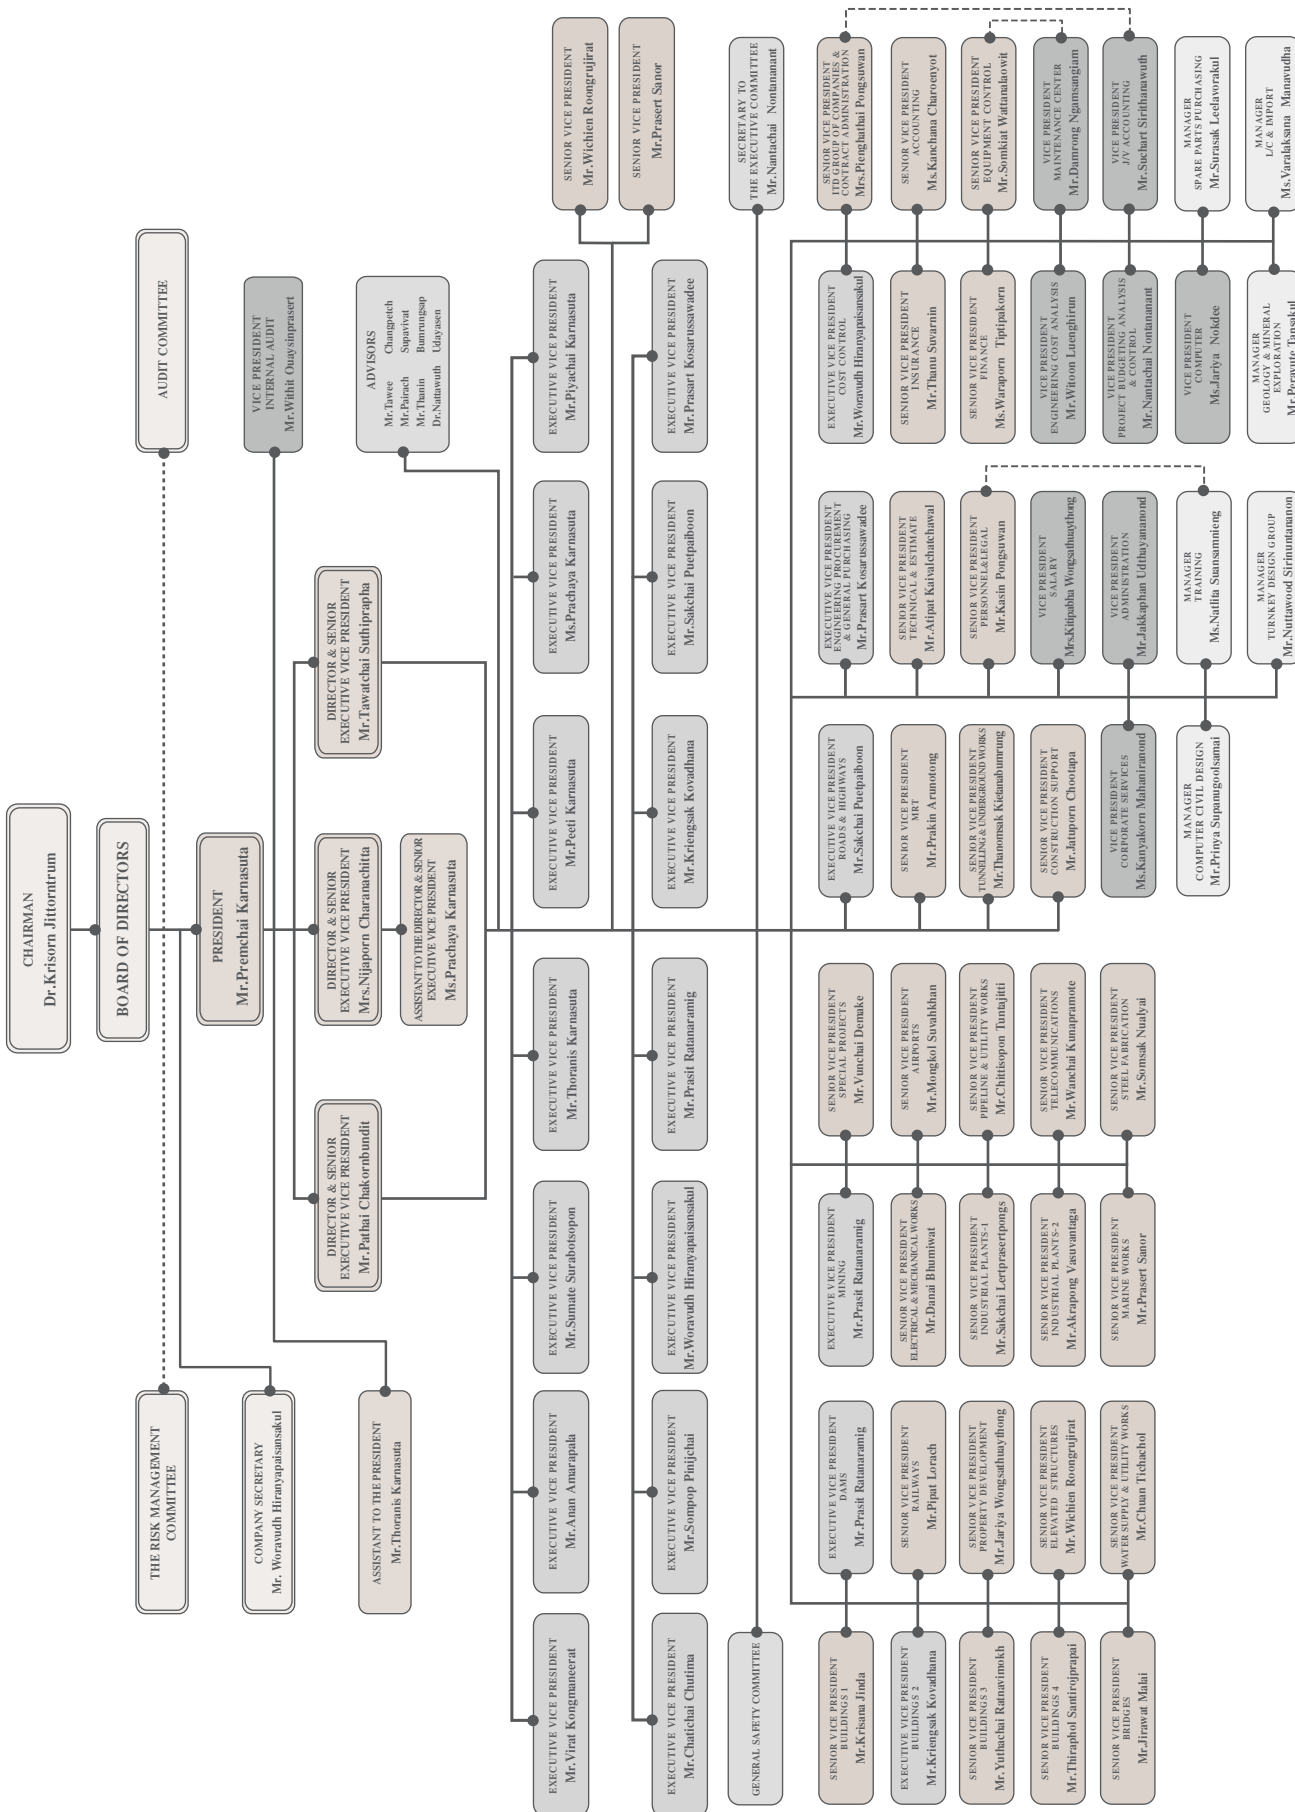 CHAIRMAN
Dr.Krisorn Jittorntrum
BOARD OF DIRECTORS
THE RISK MANAGEMENT
COMMITTEE
AUDIT COMMITTEE
PRESIDENT
Mr.Premchai Karnasuta
COMPANY SECRETARY
Mr. Woravudh Hiranyapaisansakul
VICE PRESIDENT
INTERNAL AUDIT
Mr.Withit Ouaysinprasert
DIRECTOR & SENIOR
EXECUTIVE VICE PRESIDENT
Mr.Pathai Chakornbundit
DIRECTOR & SENIOR
EXECUTIVE VICE PRESIDENT
Mrs.Nijaporn Charanachitta
DIRECTOR & SENIOR
EXECUTIVE VICE PRESIDENT
Mr.Tawatchai Suthiprapha
ASSISTANT TO THE PRESIDENT
Mr.Thoranis Karnasuta
ASSISTANT TO THE DIRECTOR & SENIOR
EXECUTIVE VICE PRESIDENT
Ms.Prachaya Karnasuta
ADVISORS
Mr.Tawee Changpetch
Mr.Pairach Supavivat
Mr.Thanin Bumrungsap
Dr.Nattawuth Udayasen
EXECUTIVE VICE PRESIDENT
Mr.Virat Kongmaneerat
EXECUTIVE VICE PRESIDENT
Mr.Anan Amarapala
EXECUTIVE VICE PRESIDENT
Mr.Sumate Surabotsopon
EXECUTIVE VICE PRESIDENT
Mr.Thoranis Karnasuta
EXECUTIVE VICE PRESIDENT
Mr.Peeti Karnasuta
EXECUTIVE VICE PRESIDENT
Ms.Prachaya Karnasuta
EXECUTIVE VICE PRESIDENT
Mr.Piyachai Karnasuta
SENIOR VICE PRESIDENT
Mr.Wichien Roongrujirat
SENIOR VICE PRESIDENT
Mr.Prasert Sanor
EXECUTIVE VICE PRESIDENT
Mr.Chatichai Chutima
EXECUTIVE VICE PRESIDENT
Mr.Sompop Pinijchai
EXECUTIVE VICE PRESIDENT
Mr.Woravudh Hiranyapaisansakul
EXECUTIVE VICE PRESIDENT
Mr.Prasit Ratanaramig
EXECUTIVE VICE PRESIDENT
Mr.Kriengsak Kovadhana
EXECUTIVE VICE PRESIDENT
Mr.Sakchai Puetpaiboon
EXECUTIVE VICE PRESIDENT
Mr.Prasart Kosarussawadee
GENERAL SAFETY COMMITTEE
SECRETARY TO
THE EXECUTIVE COMMITTEE
Mr.Nantachai Nontananant
SENIOR VICE PRESIDENT
BUILDINGS 1
Mr.Krisana Jinda
EXECUTIVE VICE PRESIDENT
DAMS
Mr.Prasit Ratanaramig
EXECUTIVE VICE PRESIDENT
MINING
Mr.Prasit Ratanaramig
SENIOR VICE PRESIDENT
SPECIAL PROJECTS
Mr.Yunchai Demake
EXECUTIVE VICE PRESIDENT
ROADS & HIGHWAYS
Mr.Sakchai Puetpaiboon
EXECUTIVE VICE PRESIDENT
ENGINEERING PROCUREMENT
& GENERAL PURCHASING
Mr.Prasart Kosarussawadee
EXECUTIVE VICE PRESIDENT
COST CONTROL
Mr.Woravudh Hiranyapaisansakul
SENIOR VICE PRESIDENT
ITD GROUP OF COMPANIES &
CONTRACT ADMINISTRATION
Mrs.Pienghathai Pongsuwan
EXECUTIVE VICE PRESIDENT
BUILDINGS 2
Mr.Kriengsak Kovadhana
SENIOR VICE PRESIDENT
RAILWAYS
Mr.Pipat Lorach
SENIOR VICE PRESIDENT
ELECTRICAL & MECHANICAL WORKS
Mr.Danai Bhumiwat
SENIOR VICE PRESIDENT
AIRPORTS
Mr.Mongkol Suvahkhan
SENIOR VICE PRESIDENT
MRT
Mr.Prakin Arunotong
SENIOR VICE PRESIDENT
TECHNICAL & ESTIMATE
Mr.Atipat Kaivalchatchawal
SENIOR VICE PRESIDENT
INSURANCE
Mr.Thanu Suvarnin
SENIOR VICE PRESIDENT
ACCOUNTING
Ms.Kanchana Charoenyot
SENIOR VICE PRESIDENT
BUILDINGS 3
Mr.Yuthachai Ratnavimokh
SENIOR VICE PRESIDENT
PROPERTY DEVELOPMENT
Mr.Jariya Wongsathuaythong
SENIOR VICE PRESIDENT
INDUSTRIAL PLANTS-1
Mr.Sakchai Lertprasertpongs
SENIOR VICE PRESIDENT
PIPELINE & UTILITY WORKS
Mr.Chittisopon Tuntajitti
SENIOR VICE PRESIDENT
TUNNELLING & UNDERGROUND WORKS
Mr.Thanomsak Kietanabumrung
SENIOR VICE PRESIDENT
PERSONNEL&LEGAL
Mr.Kasin Pongsuwan
SENIOR VICE PRESIDENT
FINANCE
Ms.Waraporn Tiptipakorn
SENIOR VICE PRESIDENT
EQUIPMENT CONTROL
Mr.Somkiat Wattanalaowit
SENIOR VICE PRESIDENT
BUILDINGS 4
Mr.Thiraphol Santirojprapai
SENIOR VICE PRESIDENT
ELEVATED STRUCTURES
Mr.Wichien Roongrujirat
SENIOR VICE PRESIDENT
INDUSTRIAL PLANTS-2
Mr.Akrapong Vasuvantaga
SENIOR VICE PRESIDENT
TELECOMMUNICATIONS
Mr.Wanchai Kunapramote
SENIOR VICE PRESIDENT
CONSTRUCTION SUPPORT
Mr.Jatuporn Chootapa
VICE PRESIDENT
SALARY
Mrs.Kitipabha Wongsathuaythong
VICE PRESIDENT
ENGINEERING COST ANALYSIS
Mr.Witoon Luenghirun
VICE PRESIDENT
MAINTENANCE CENTER
Mr.Damrong Ngamsangiam
SENIOR VICE PRESIDENT
BRIDGES
Mr.Jirawat Malai
SENIOR VICE PRESIDENT
WATER SUPPLY & UTILITY WORKS
Mr.Chuan Tichachol
SENIOR VICE PRESIDENT
MARINE WORKS
Mr.Prasert Sanor
SENIOR VICE PRESIDENT
STEEL FABRICATION
Mr.Somsak Nualyai
VICE PRESIDENT
CORPORATE SERVICES
Ms.Kanyakorn Mahaniranond
VICE PRESIDENT
ADMINISTRATION
Mr.Jakkaphan Udthayananond
VICE PRESIDENT
PROJECT BUDGETING ANALYSIS
& CONTROL
Mr.Nantachai Nontananant
VICE PRESIDENT
J/V ACCOUNTING
Mr.Suchart Sirithanawuth
MANAGER
COMPUTER CIVIL DESIGN
Mr.Prinya Supanugoolsamai
MANAGER
TRAINING
Ms.Natlita Suansamnieng
VICE PRESIDENT
COMPUTER
Ms.Jariya Nokdee
MANAGER
SPARE PARTS PURCHASING
Mr.Surasak Leelavorakul
MANAGER
TURNKEY DESIGN GROUP
Mr.Nuttawood Sirinuntananon
MANAGER
GEOLOGY & MINERAL
EXPLORATION
Mr.Porayute Tansakul
MANAGER
L/C & IMPORT
Ms.Varalaksana Manavudha